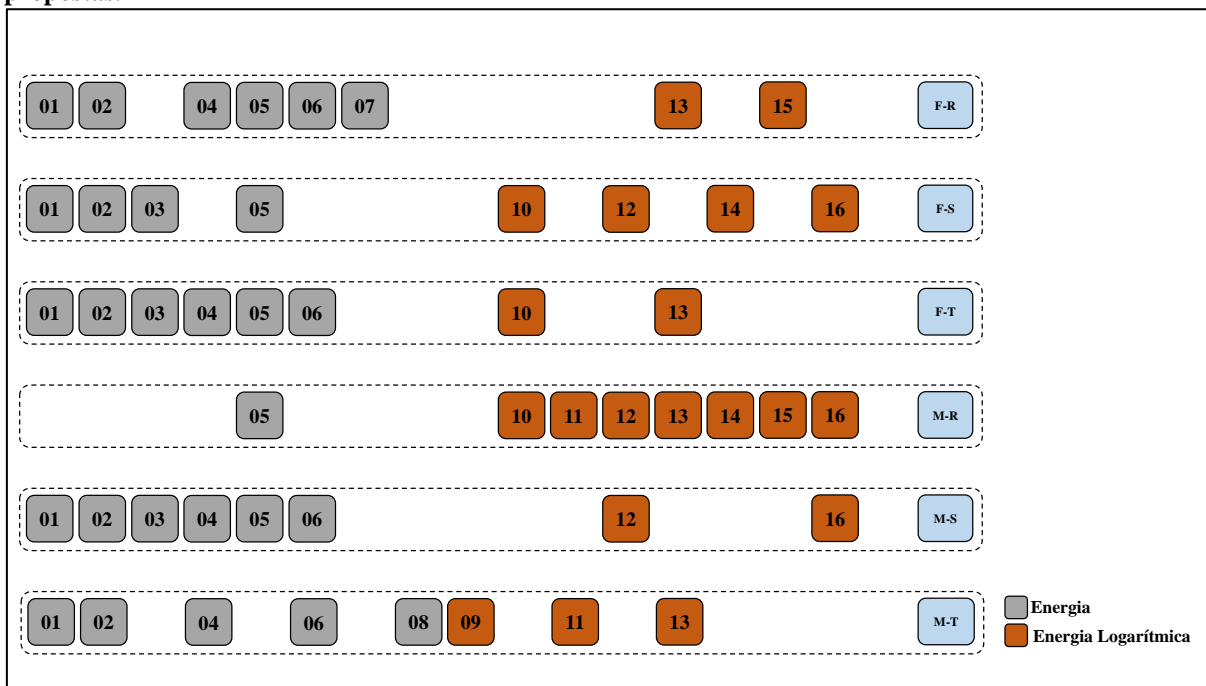 01 02 04 05 06 07 13 15 F-R
01 02 03 05 10 12 14 16 F-S
01 02 03 04 05 06 10 13 F-T
05 10 11 12 13 14 15 16 M-R
01 02 03 04 05 06 12 16 M-S
01 02 04 06 08 09 11 13 M-T
Energia
Energia Logarítmica